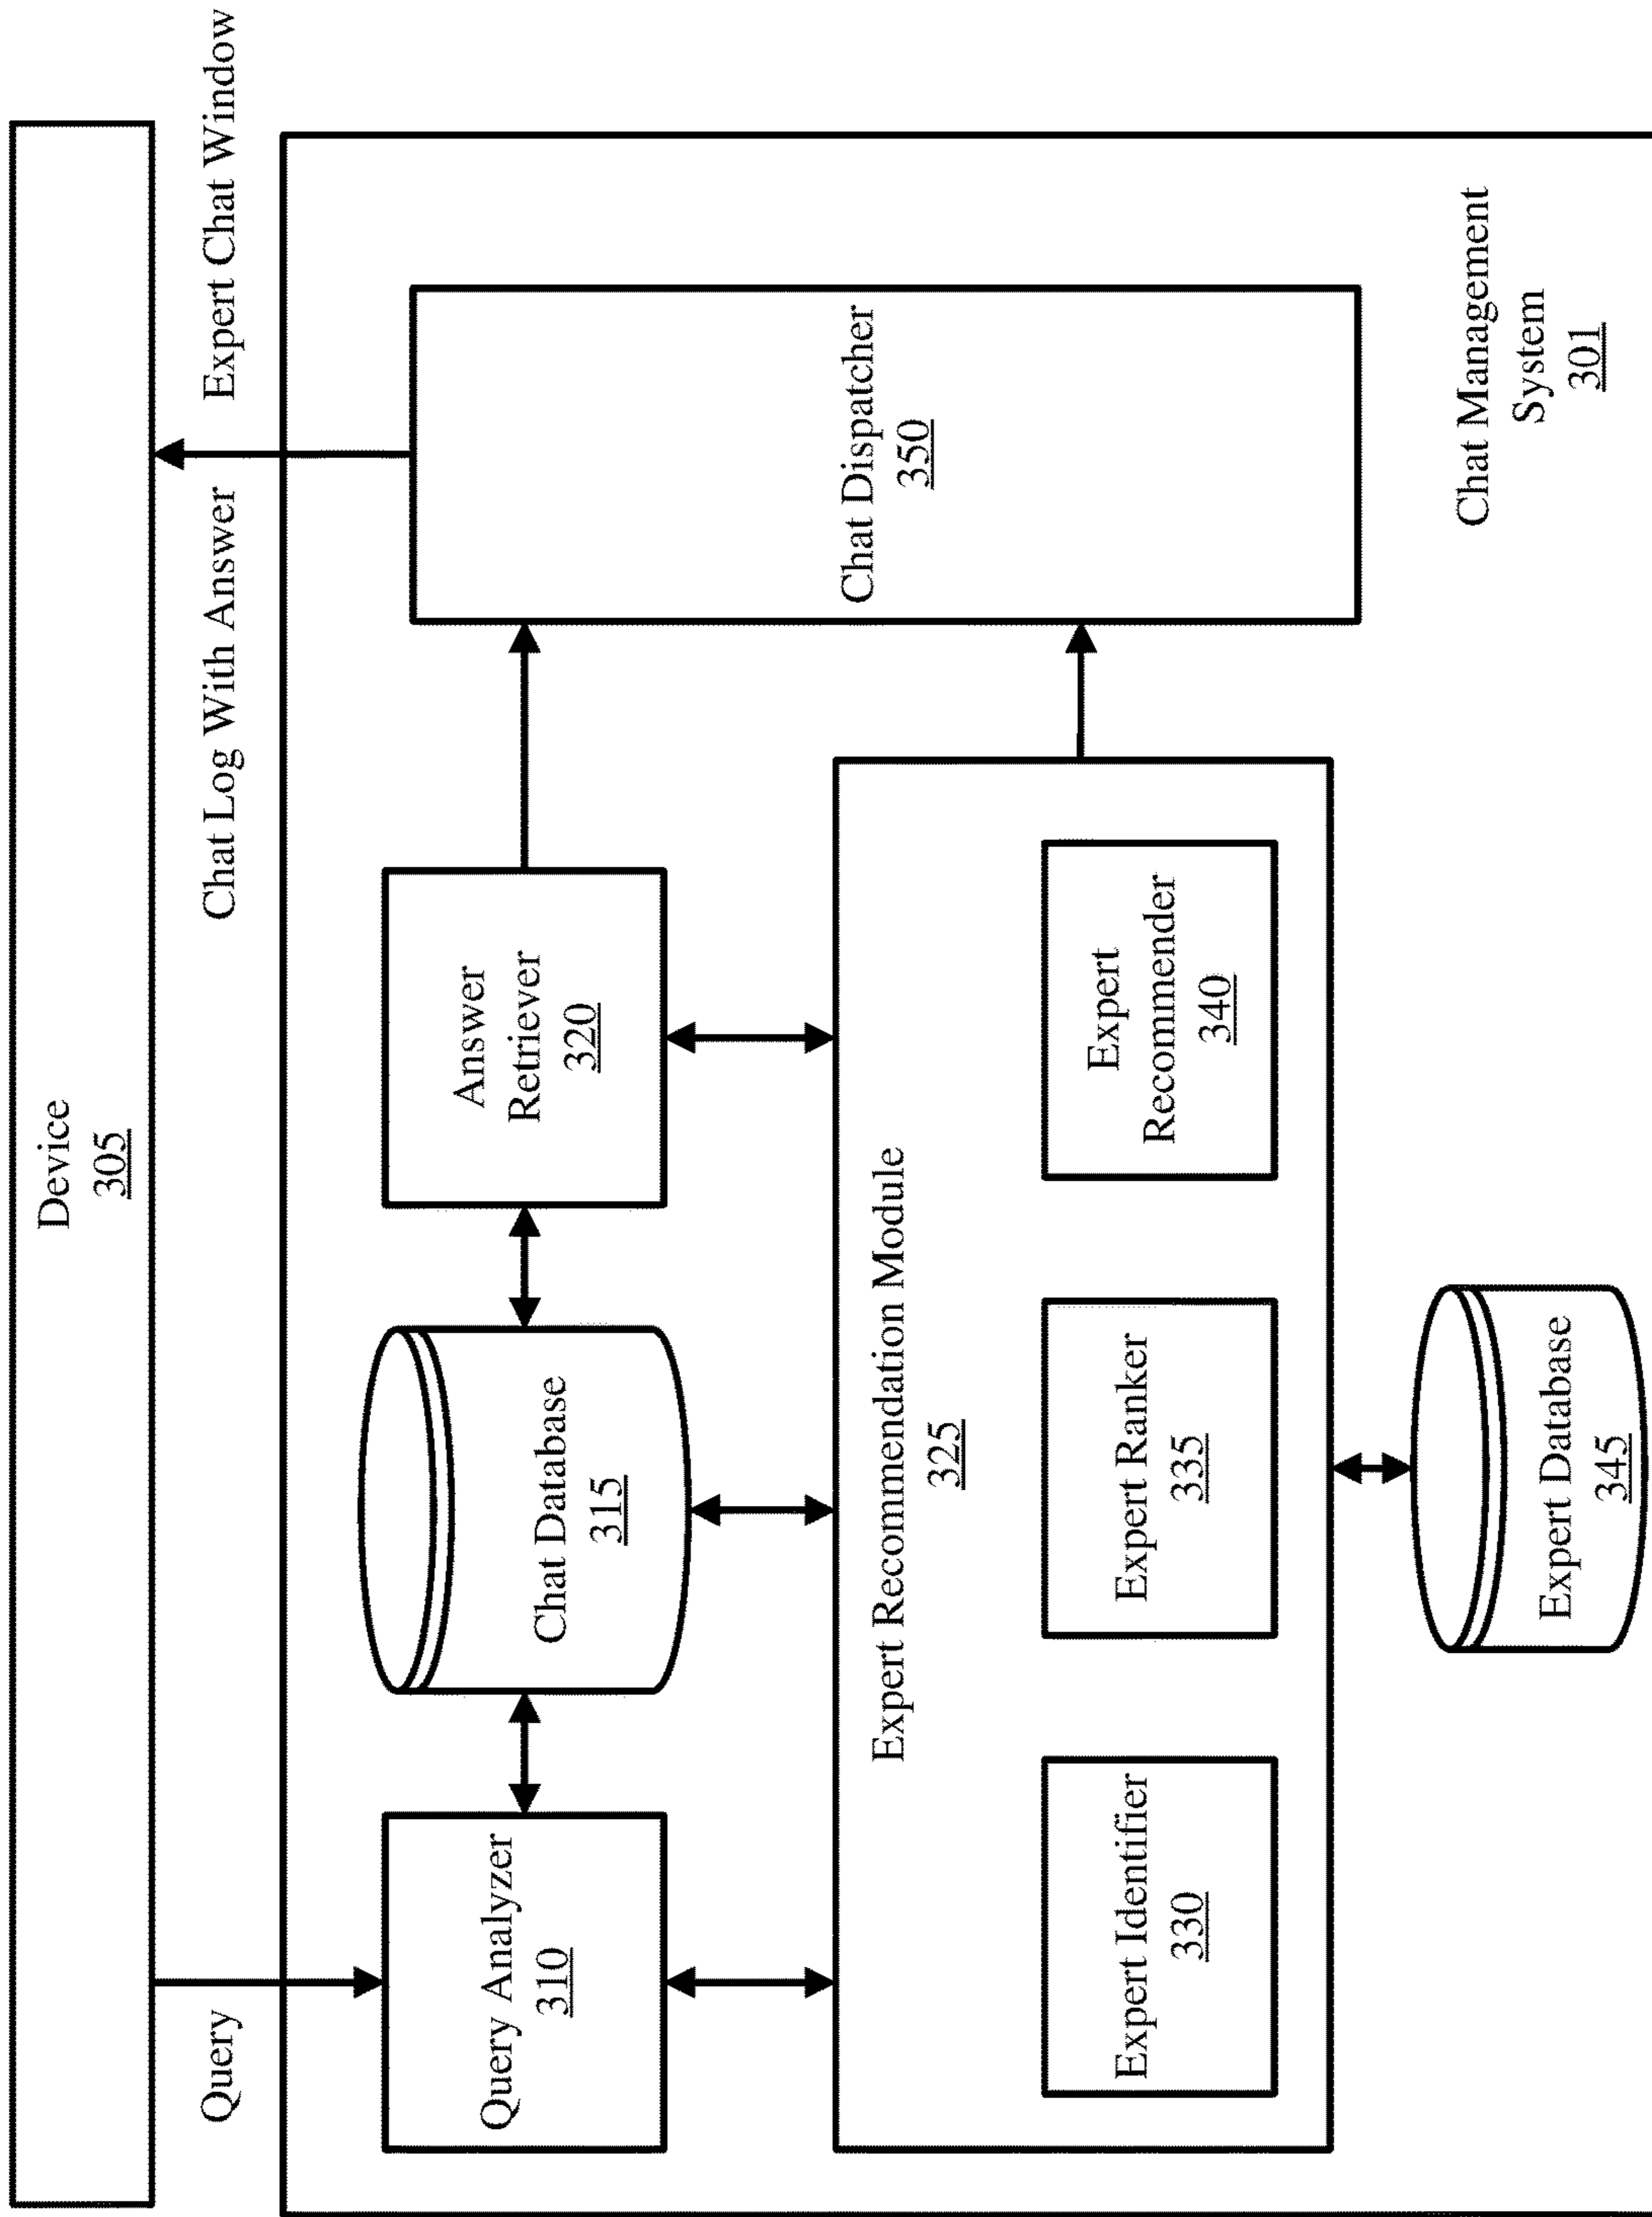 Device
305
Query
Chat Log With Answer
Expert Chat Window
Query Analyzer
310
Chat Database
315
Answer
Retriever
320
Chat Dispatcher
350
Expert Recommendation Module
325
Expert Identifier
330
Expert Ranker
335
Expert
Recommender
340
Expert Database
345
Chat Management
System
301